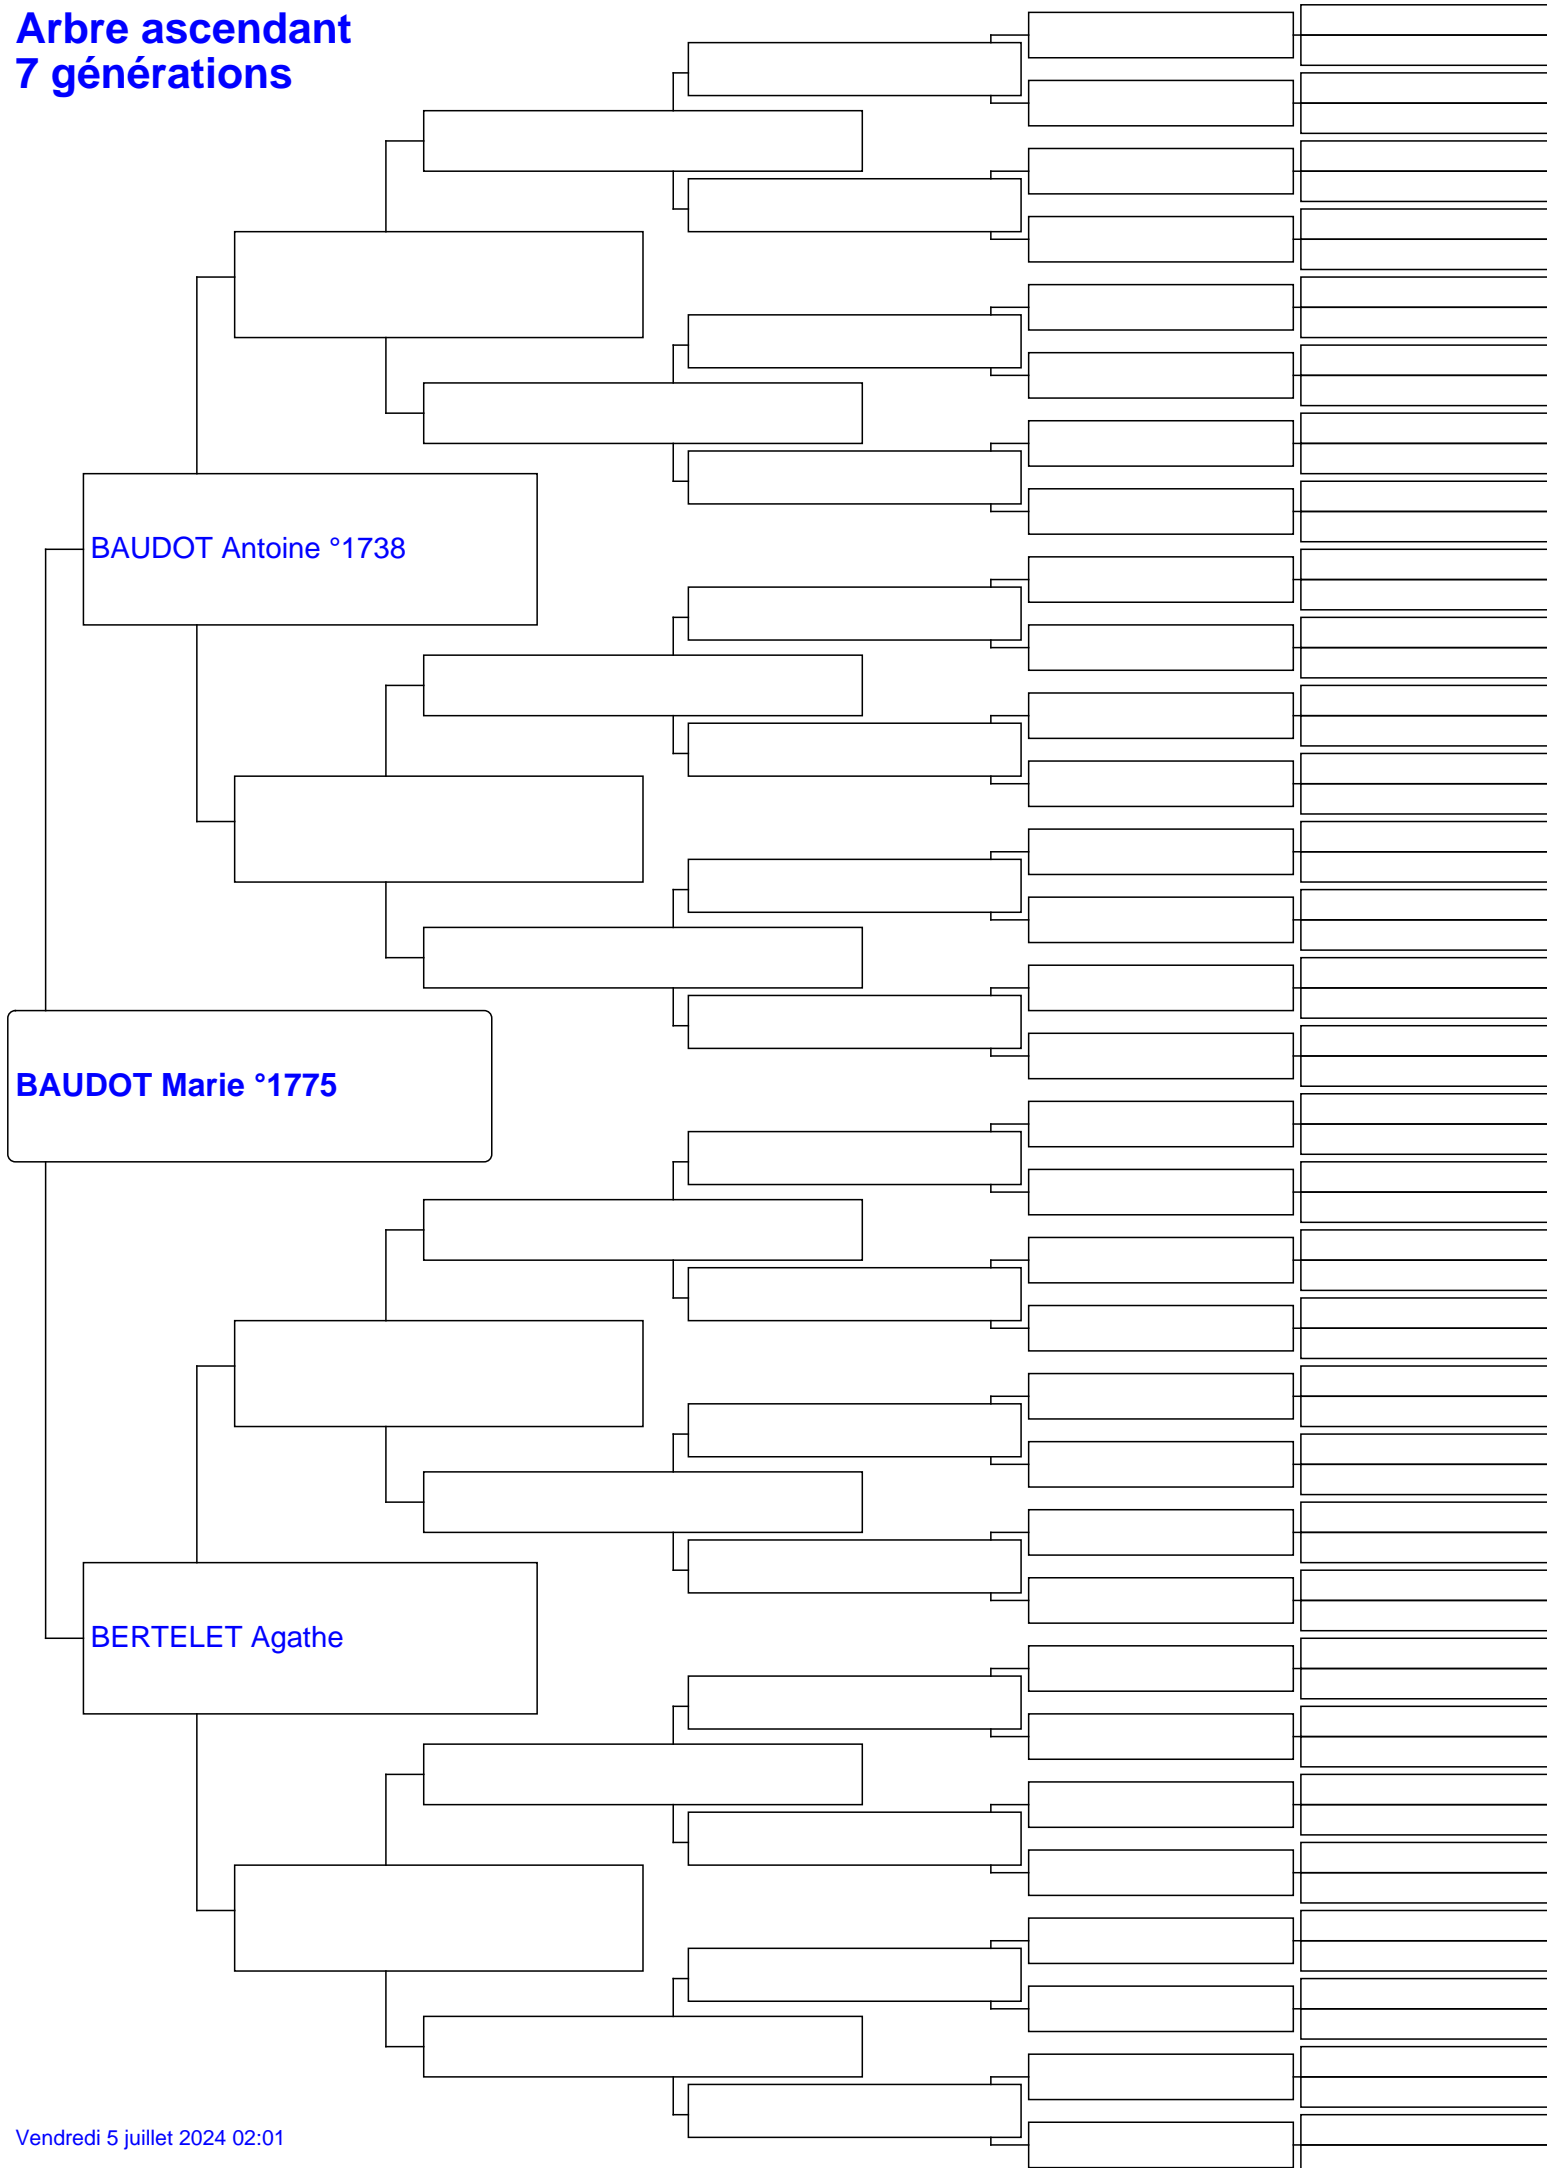 Arbre ascendant
7 générations
BAUDOT Antoine °1738
BAUDOT Marie °1775
BERTELET Agathe
Vendredi 5 juillet 2024 02:01